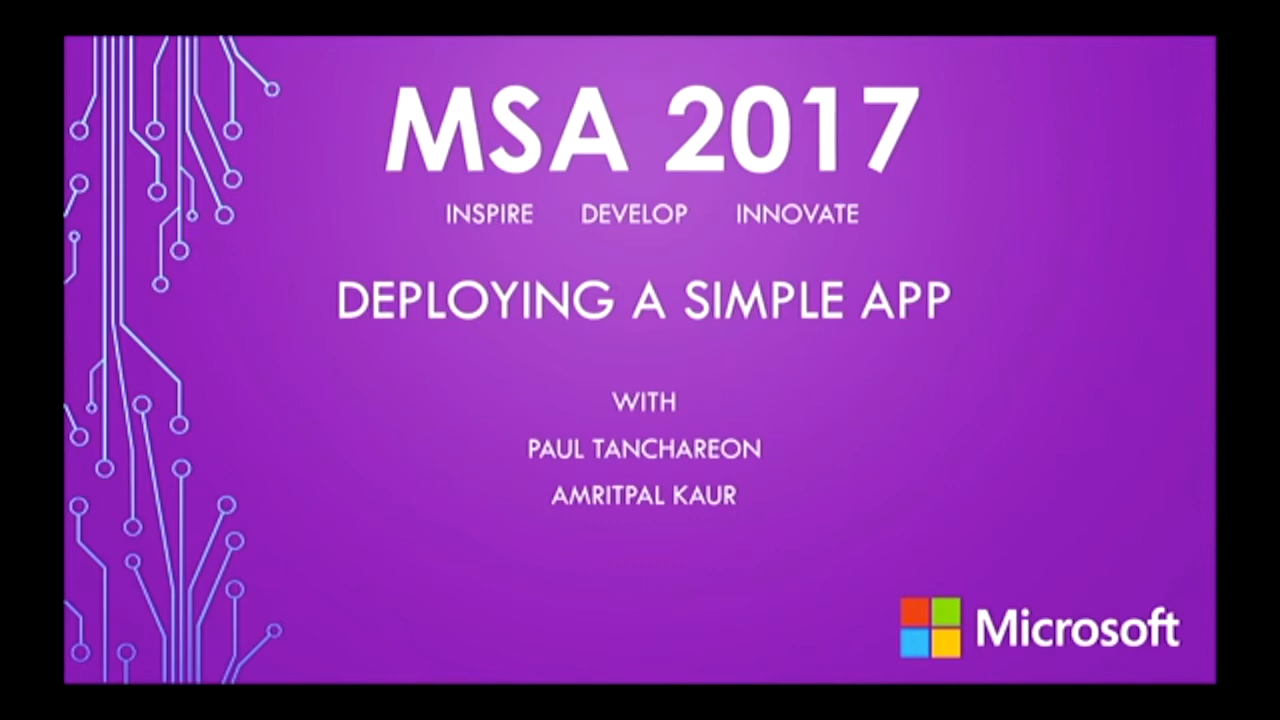 MSA 2017
INSPIRE DEVELOP INNOVATE
DEPLOYING A SIMPLE APP
WITH
PAUL TANCHAREON
AMRITPAL KAUR
Microsoft